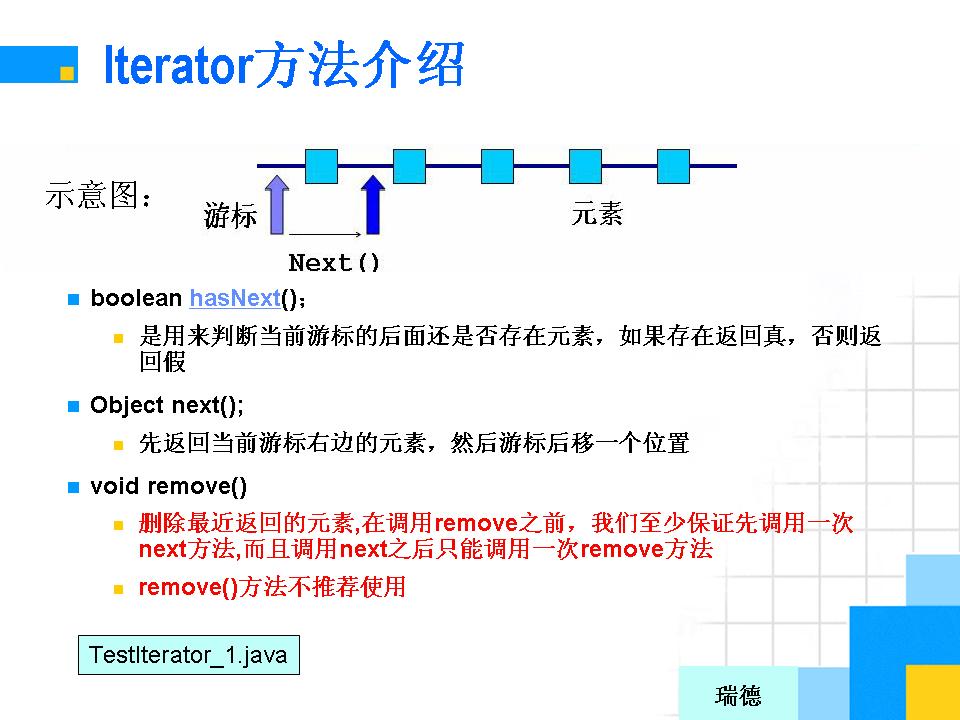 Iterator方法介绍
示意图：
游标
元素
Next()
boolean hasNext()；
是用来判断当前游标的后面还是否存在元素，如果存在返回真，否则返
回假
Object next();
先返回当前游标右边的元素，然后游标后移一个位置
void remove()
删除最近返回的元素,在调用remove之前，我们至少保证先调用一次
next方法,而且调用next之后只能调用一次remove方法
remove()方法不推荐使用
TestIterator_1.java
瑞德